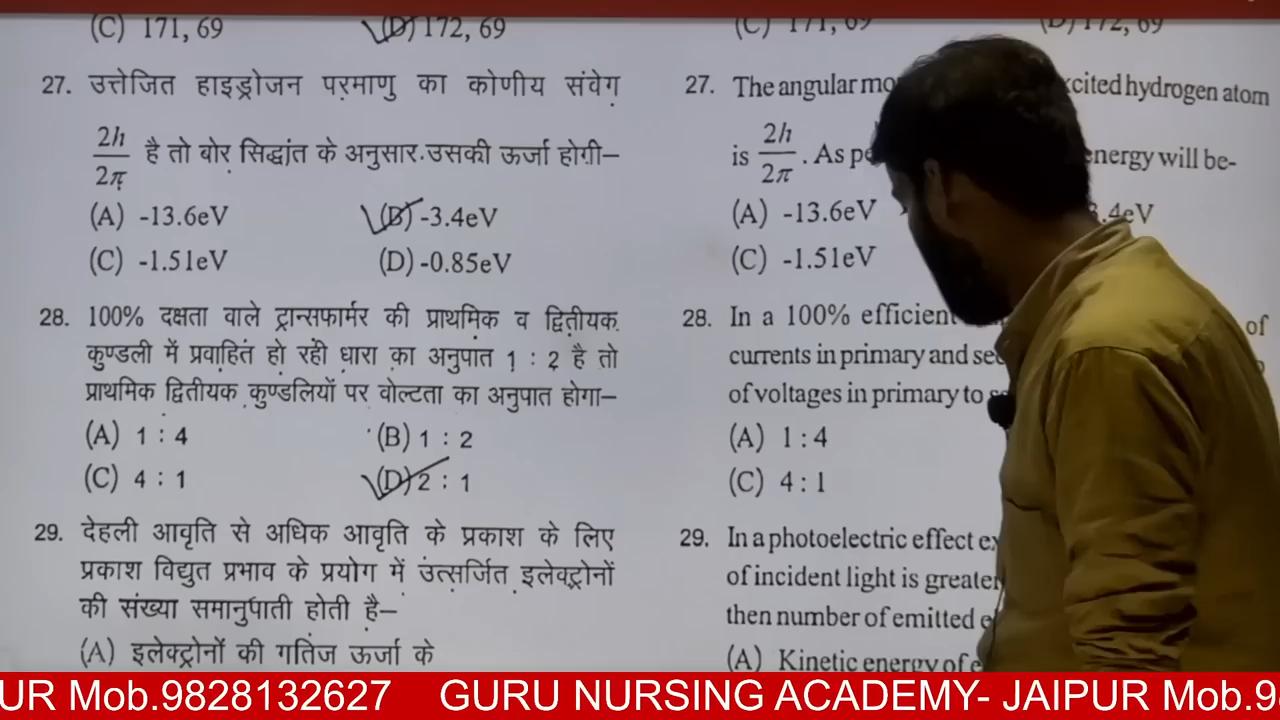 (C) 171, 69 (D) 172, 69
27. उत्तेजित हाइड्रोजन परमाणु का कोणीय संवेग
2h/2π है तो बोर सिद्धांत के अनुसार उसकी ऊर्जा होगी–
(A) -13.6eV (B) -3.4eV
(C) -1.51eV (D) -0.85eV
28. 100% दक्षता वाले ट्रान्सफार्मर की प्राथमिक व द्वितीयक
कुण्डली में प्रवाहित हो रही धारा का अनुपात 1 : 2 है तो
प्राथमिक द्वितीयक कुण्डलियों पर वोल्टता का अनुपात होगा–
(A) 1 : 4 (B) 1 : 2
(C) 4 : 1 (D) 2 : 1
29. देहली आवृति से अधिक आवृति के प्रकाश के लिए
प्रकाश विद्युत प्रभाव के प्रयोग में उत्सर्जित इलेक्ट्रोनों
की संख्या समानुपाती होती है–
(A) इलेक्ट्रोनों की गतिज ऊर्जा के
(C) 171, 69 (D) 172, 69
27. The angular hydrogen atom
is 2h/2π . As energy will be-
(A) -13.6eV 3.4eV
(C) -1.51eV
28. In a 100% efficient of
currents in primary and
of voltages in primary to
(A) 1 : 4
(C) 4 : 1
29. In a photoelectric effect
of incident light is greater
then number of emitted
(A) Kinetic energy of
UR Mob.9828132627 GURU NURSING ACADEMY- JAIPUR Mob.9